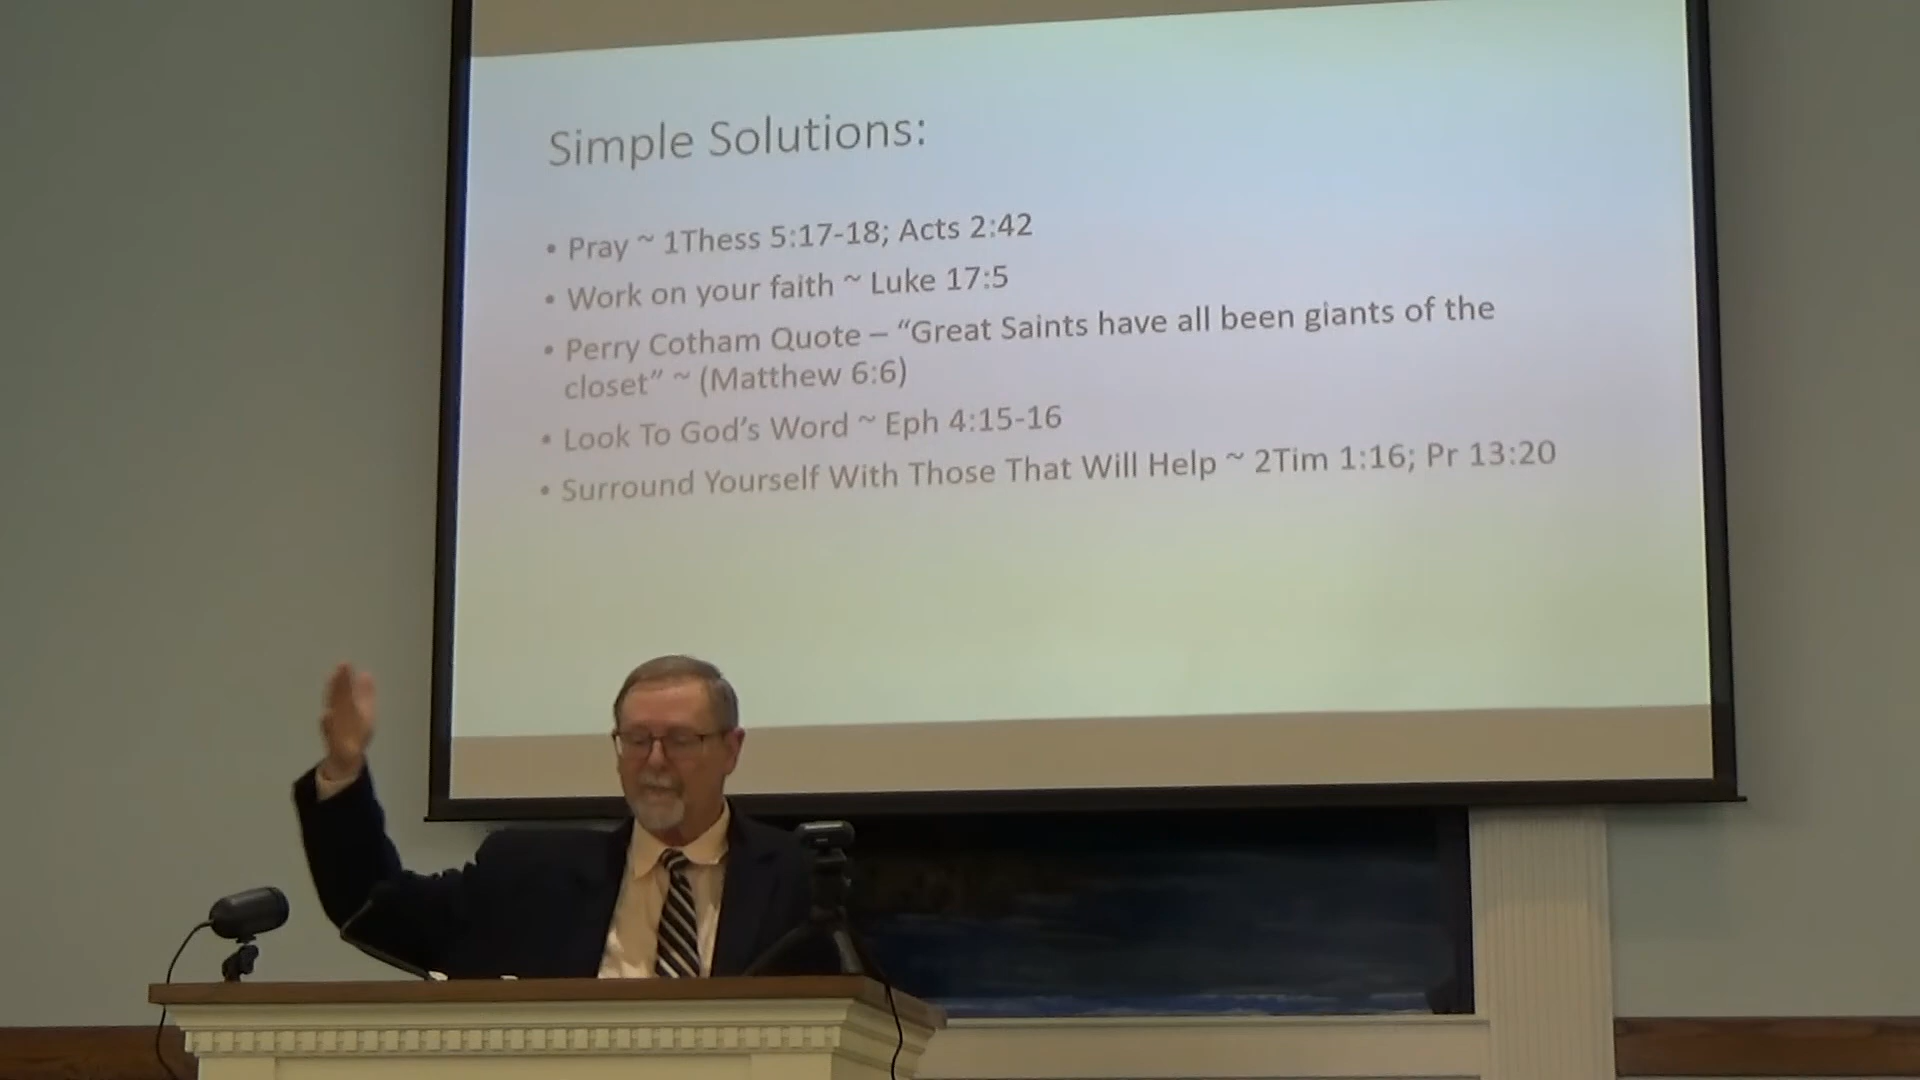 Simple Solutions:
• Pray ~ 1Thess 5:17-18; Acts 2:42
• Work on your faith ~ Luke 17:5
• Perry Cotham Quote – “Great Saints have all been giants of the
closet” ~ (Matthew 6:6)
• Look To God’s Word ~ Eph 4:15-16
• Surround Yourself With Those That Will Help ~ 2Tim 1:16; Pr 13:20